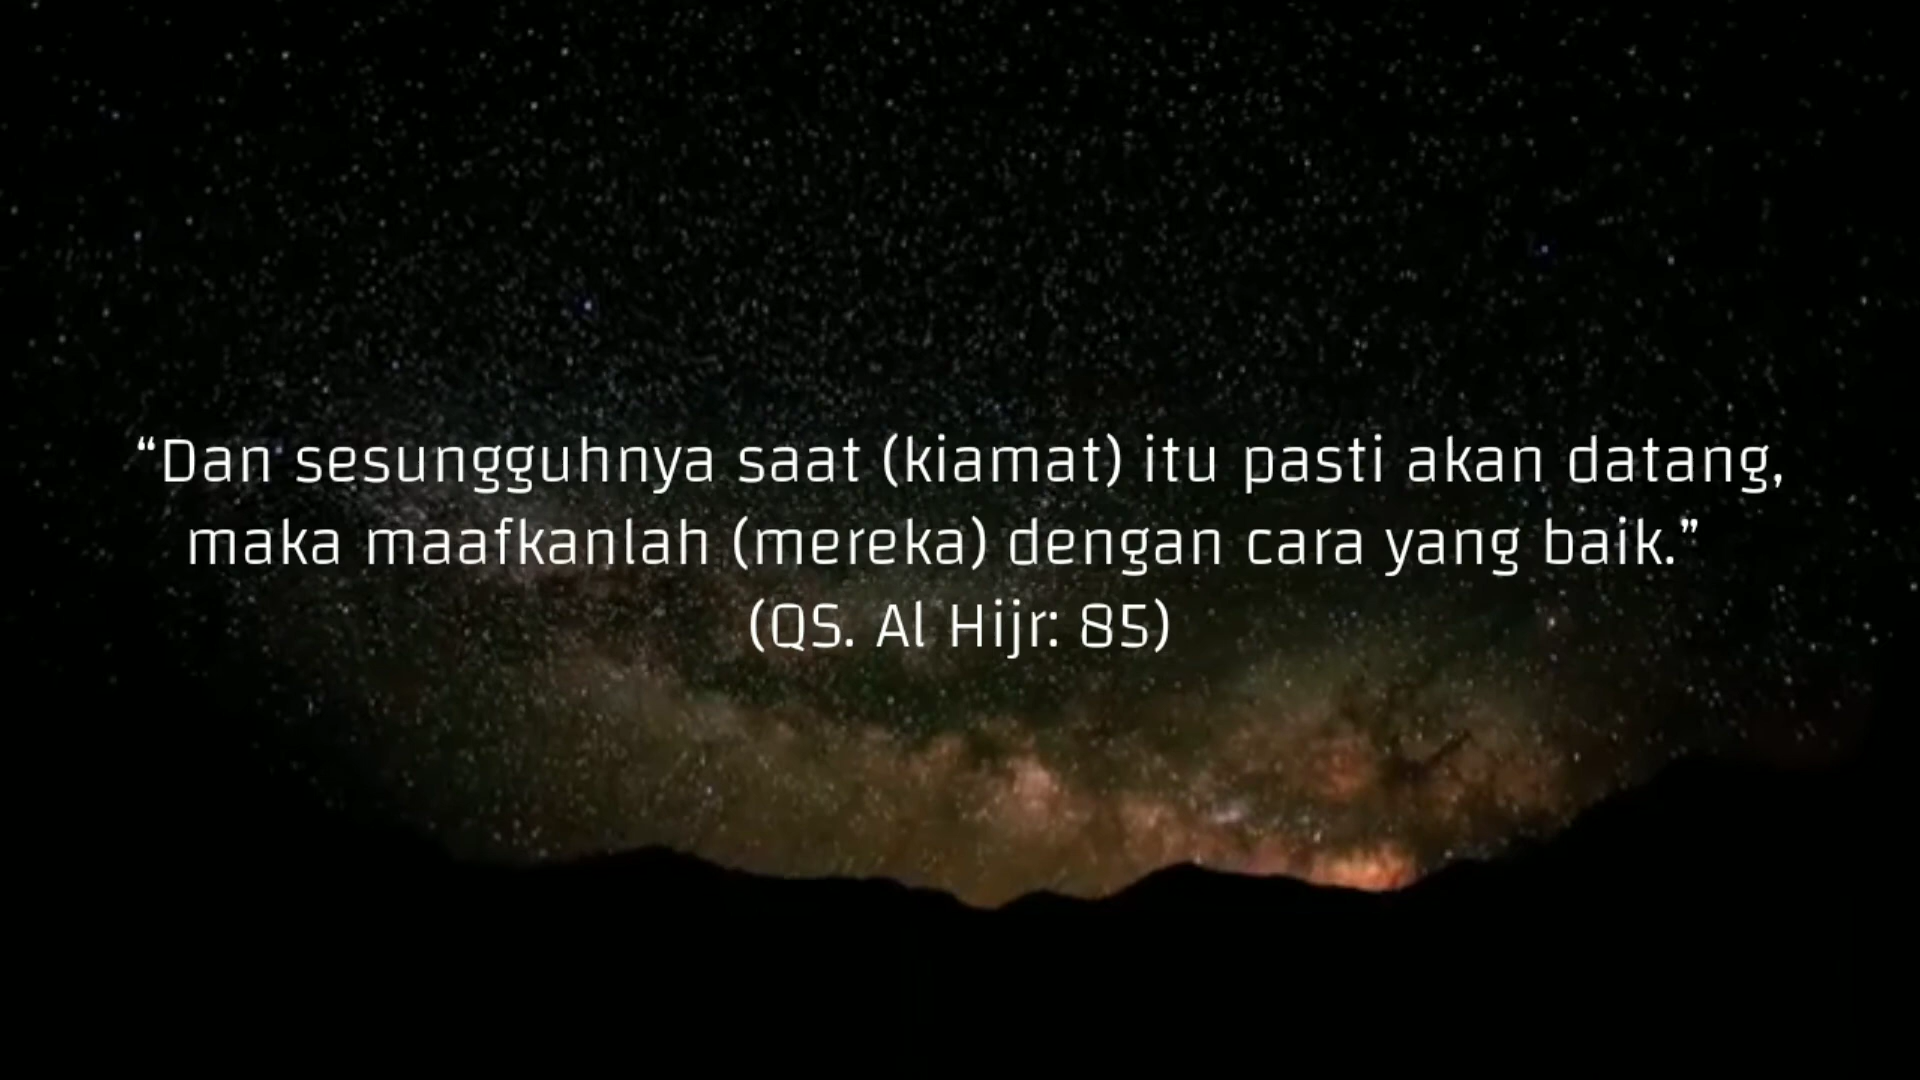 “Dan sesungguhnya saat (kiamat) itu pasti akan datang,
maka maafkanlah (mereka) dengan cara yang baik.”
(QS. Al Hijr: 85)